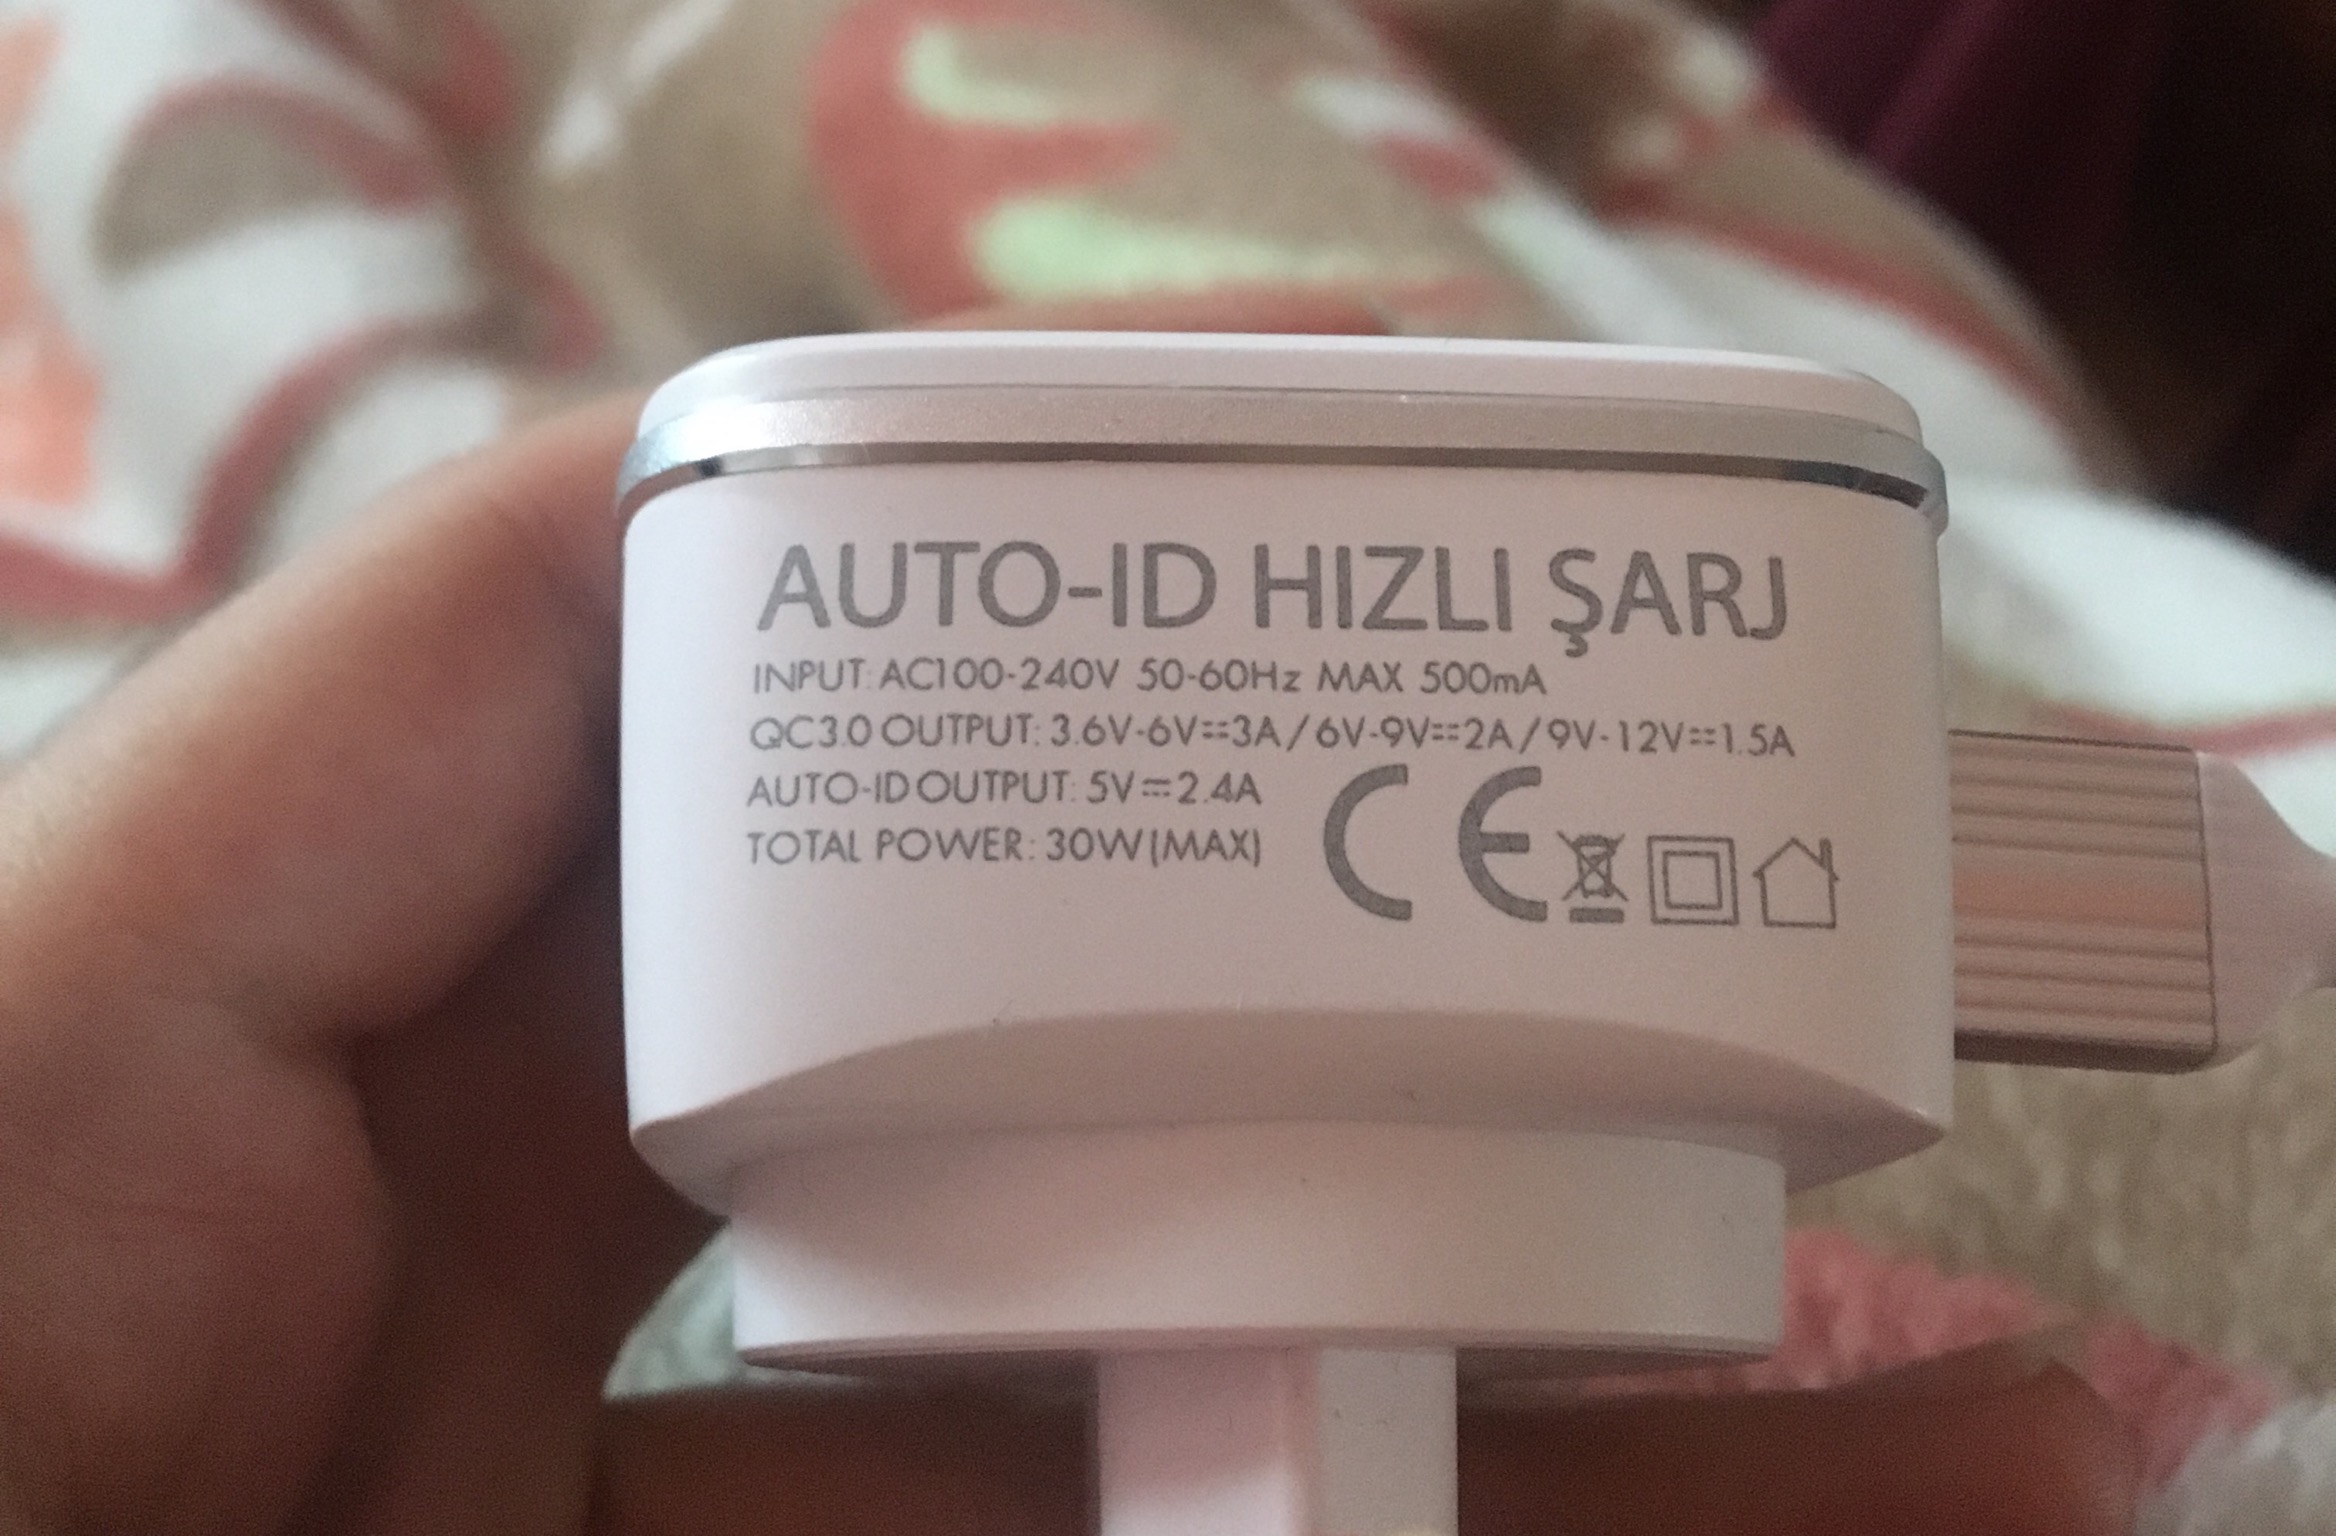 AUTO-ID HIZLI ŞARJ
INPUT: AC100-240V 50-60Hz MAX 500mA
QC3.0 OUTPUT: 3.6V-6V⎓3A/6V-9V⎓2A/9V-12V⎓1.5A
AUTO-ID OUTPUT: 5V⎓2.4A
TOTAL POWER: 30W(MAX)
CE